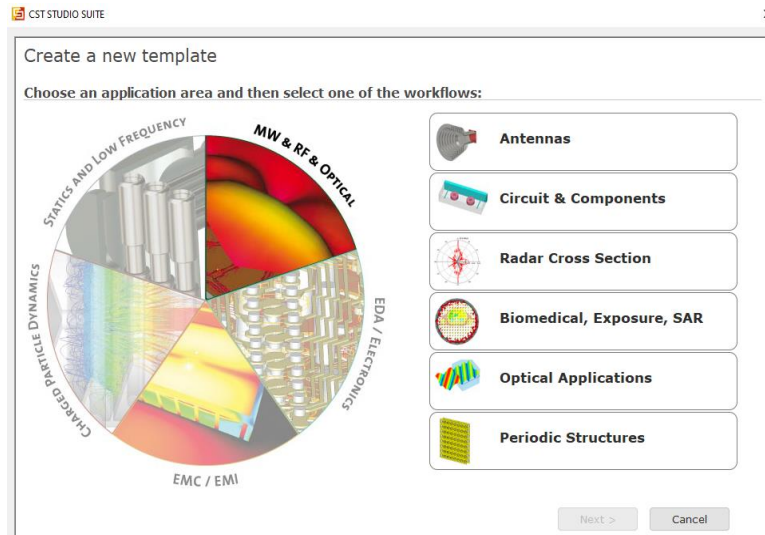 CST STUDIO SUITE
Create a new template
Choose an application area and then select one of the workflows:
STATICS AND LOW FREQUENCY
MW & RF & OPTICAL
EDA / ELECTRONICS
EMC / EMI
CHARGED PARTICLE DYNAMICS
Antennas
Circuit & Components
Radar Cross Section
Biomedical, Exposure, SAR
Optical Applications
Periodic Structures
Next >
Cancel